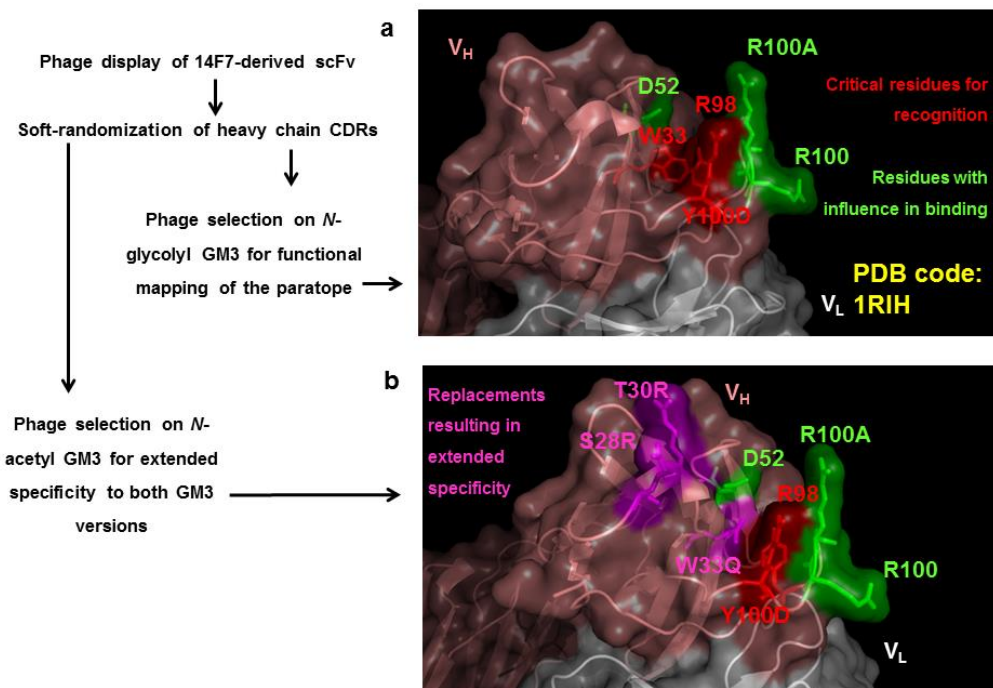 Phage display of 14F7-derived scFv
Soft-randomization of heavy chain CDRs
Phage selection on N-
glycolyl GM3 for functional
mapping of the paratope
Phage selection on N-
acetyl GM3 for extended
specificity to both GM3
versions
a
VH
D52
W33
R98
Y100D
R100A
R100
Critical residues for
recognition
Residues with
influence in binding
PDB code:
1RIH
VL
b
Replacements
resulting in
extended
specificity
T30R
S28R
VH
D52
W33Q
R98
Y100D
R100A
R100
VL